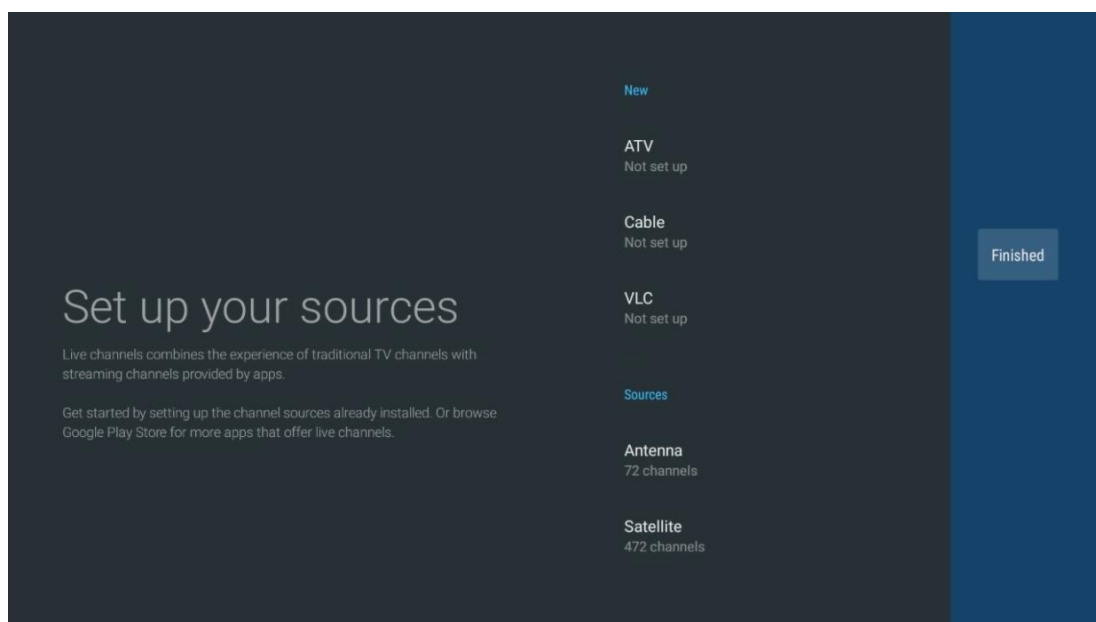 Set up your sources
Live channels combines the experience of traditional TV channels with
streaming channels provided by apps.
Get started by setting up the channel sources already installed. Or browse
Google Play Store for more apps that offer live channels.
New
ATV
Not set up
Cable
Not set up
VLC
Not set up
Sources
Antenna
72 channels
Satellite
472 channels
Finished